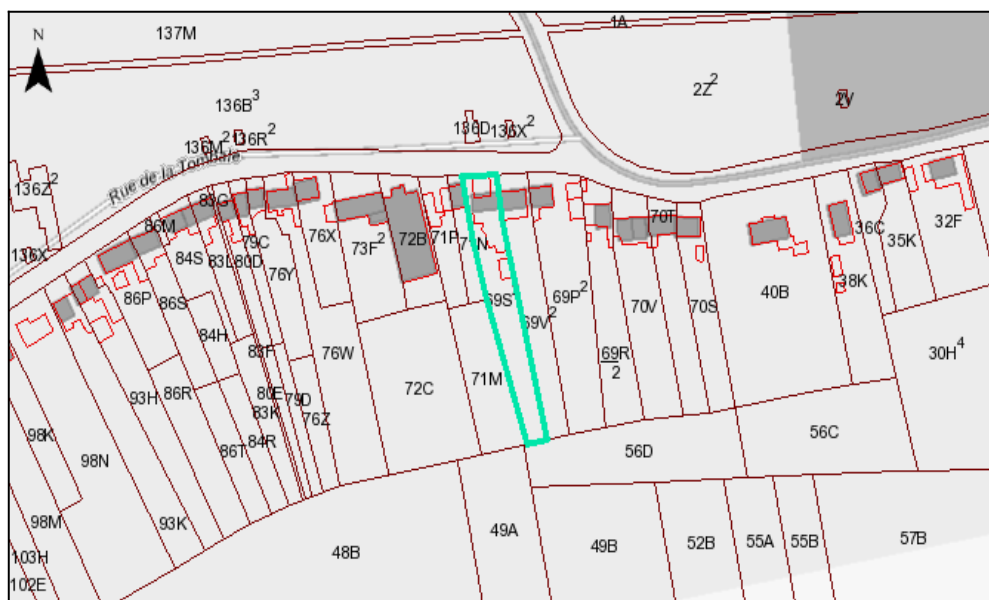 1A
137M
N
2Z²
2V
136B³
136D
136X²
136R²
136M²
Rue de la Tombale
136Z²
85G
86M
70T
36C
32F
79C
76X
73F²
72B
71P
71N
35K
136X
84S
83L
80D
76Y
38K
86P
86S
69S
69P²
70V
70S
40B
69V²
84H
83F
76W
69R
2
30H⁴
72C
71M
93H
86R
80E
79D
83K
76Z
98K
84R
56C
98N
86T
56D
98M
93K
49A
103H
48B
49B
52B
55A
55B
57B
102E